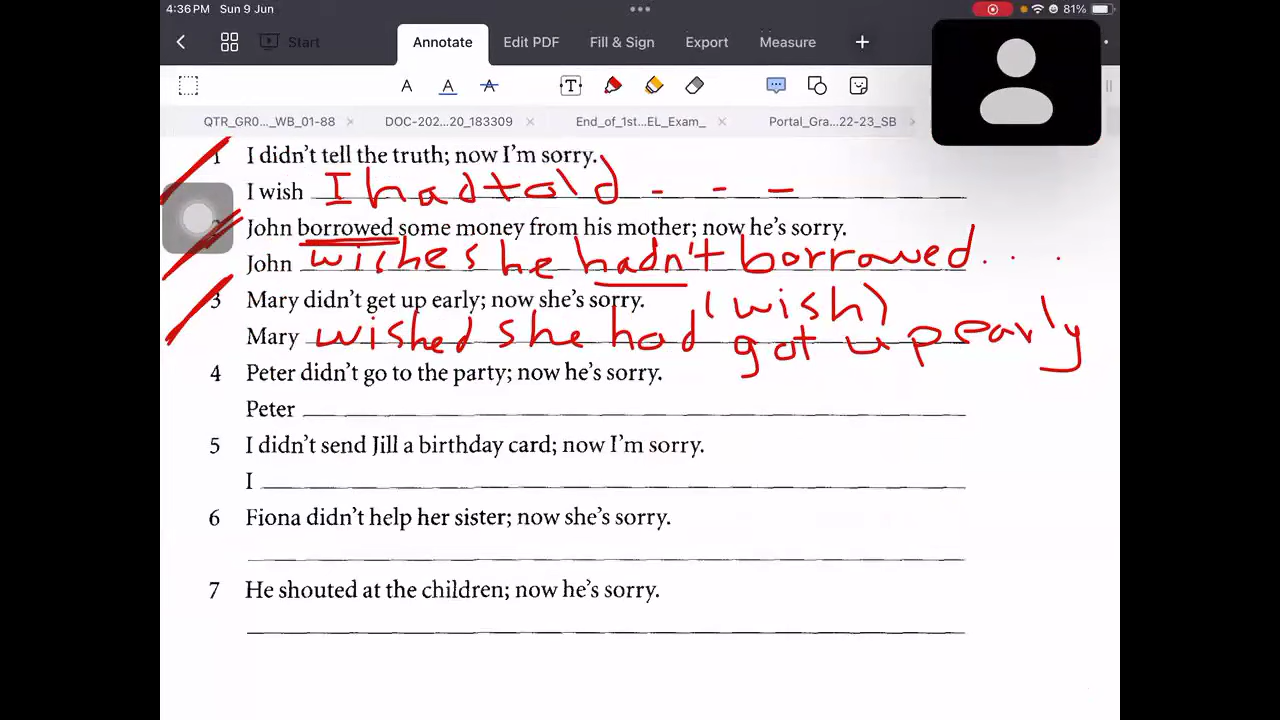 4:36 PM Sun 9 Jun 81%
Start Annotate Edit PDF Fill & Sign Export Measure
A A A T
QTR_GR0..._WB_01-88 × DOC-202...20_183309 × End_of_1st...EL_Exam_ × Portal_Gra...22-23_SB
1 I didn't tell the truth; now I'm sorry.
I wish I had told - - -
John borrowed some money from his mother; now he's sorry.
John wishes he hadn't borrowed. . . .
3 Mary didn't get up early; now she's sorry. (wish)
Mary wished she had got up early
4 Peter didn't go to the party; now he's sorry.
Peter
5 I didn't send Jill a birthday card; now I'm sorry.
I
6 Fiona didn't help her sister; now she's sorry.
7 He shouted at the children; now he's sorry.